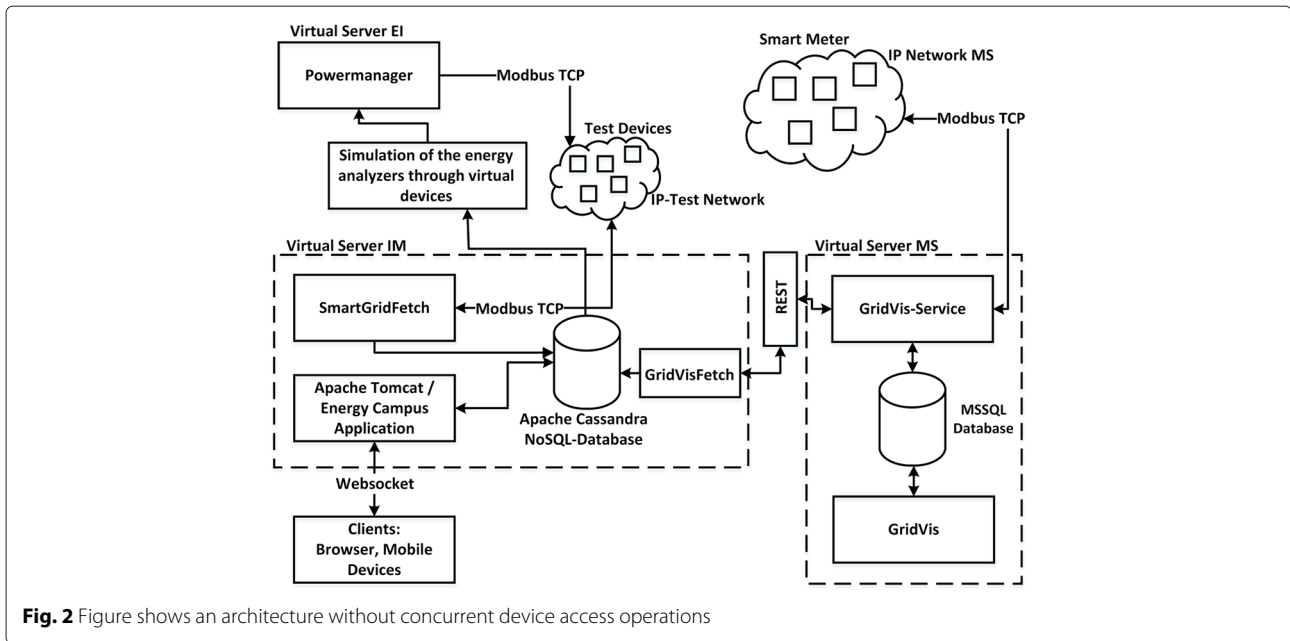 Virtual Server EI
Powermanager
Modbus TCP
Smart Meter
IP Network MS
Modbus TCP
Test Devices
Simulation of the energy
analyzers through virtual
devices
IP-Test Network
Virtual Server IM
SmartGridFetch
Modbus TCP
REST
Virtual Server MS
GridVis-Service
GridVisFetch
Apache Tomcat /
Energy Campus
Application
Apache Cassandra
NoSQL-Database
MSSQL
Database
Websocket
Clients:
Browser, Mobile
Devices
GridVis
Fig. 2 Figure shows an architecture without concurrent device access operations